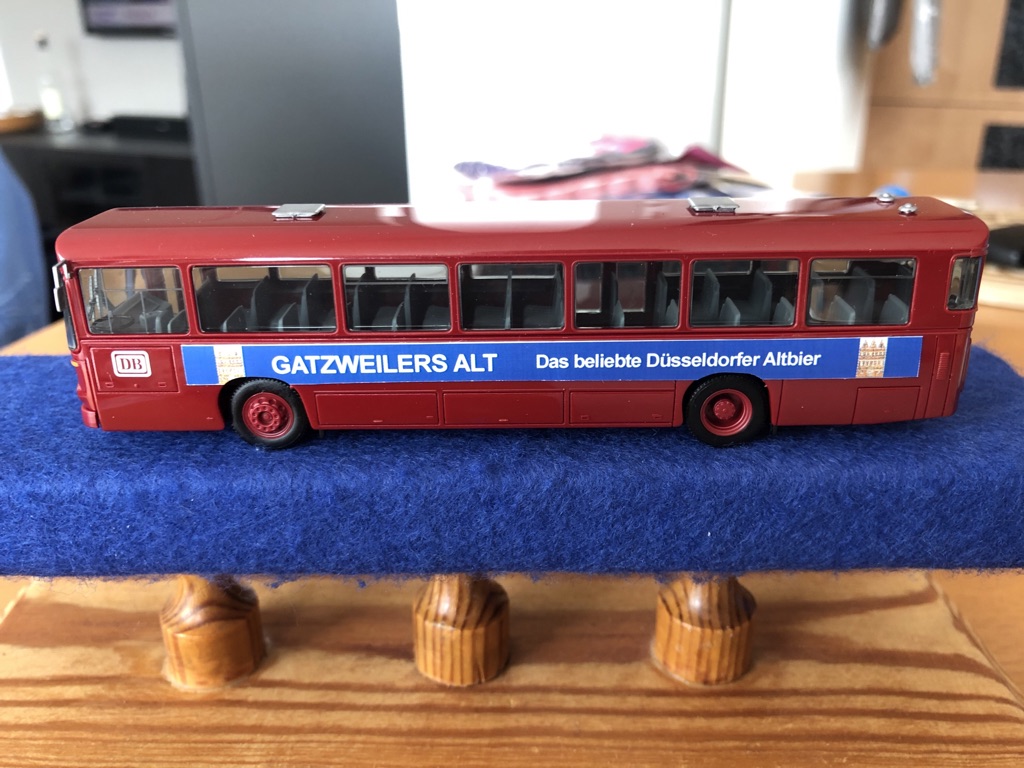 DB
GATZWEILERS ALT Das beliebte Düsseldorfer Altbier